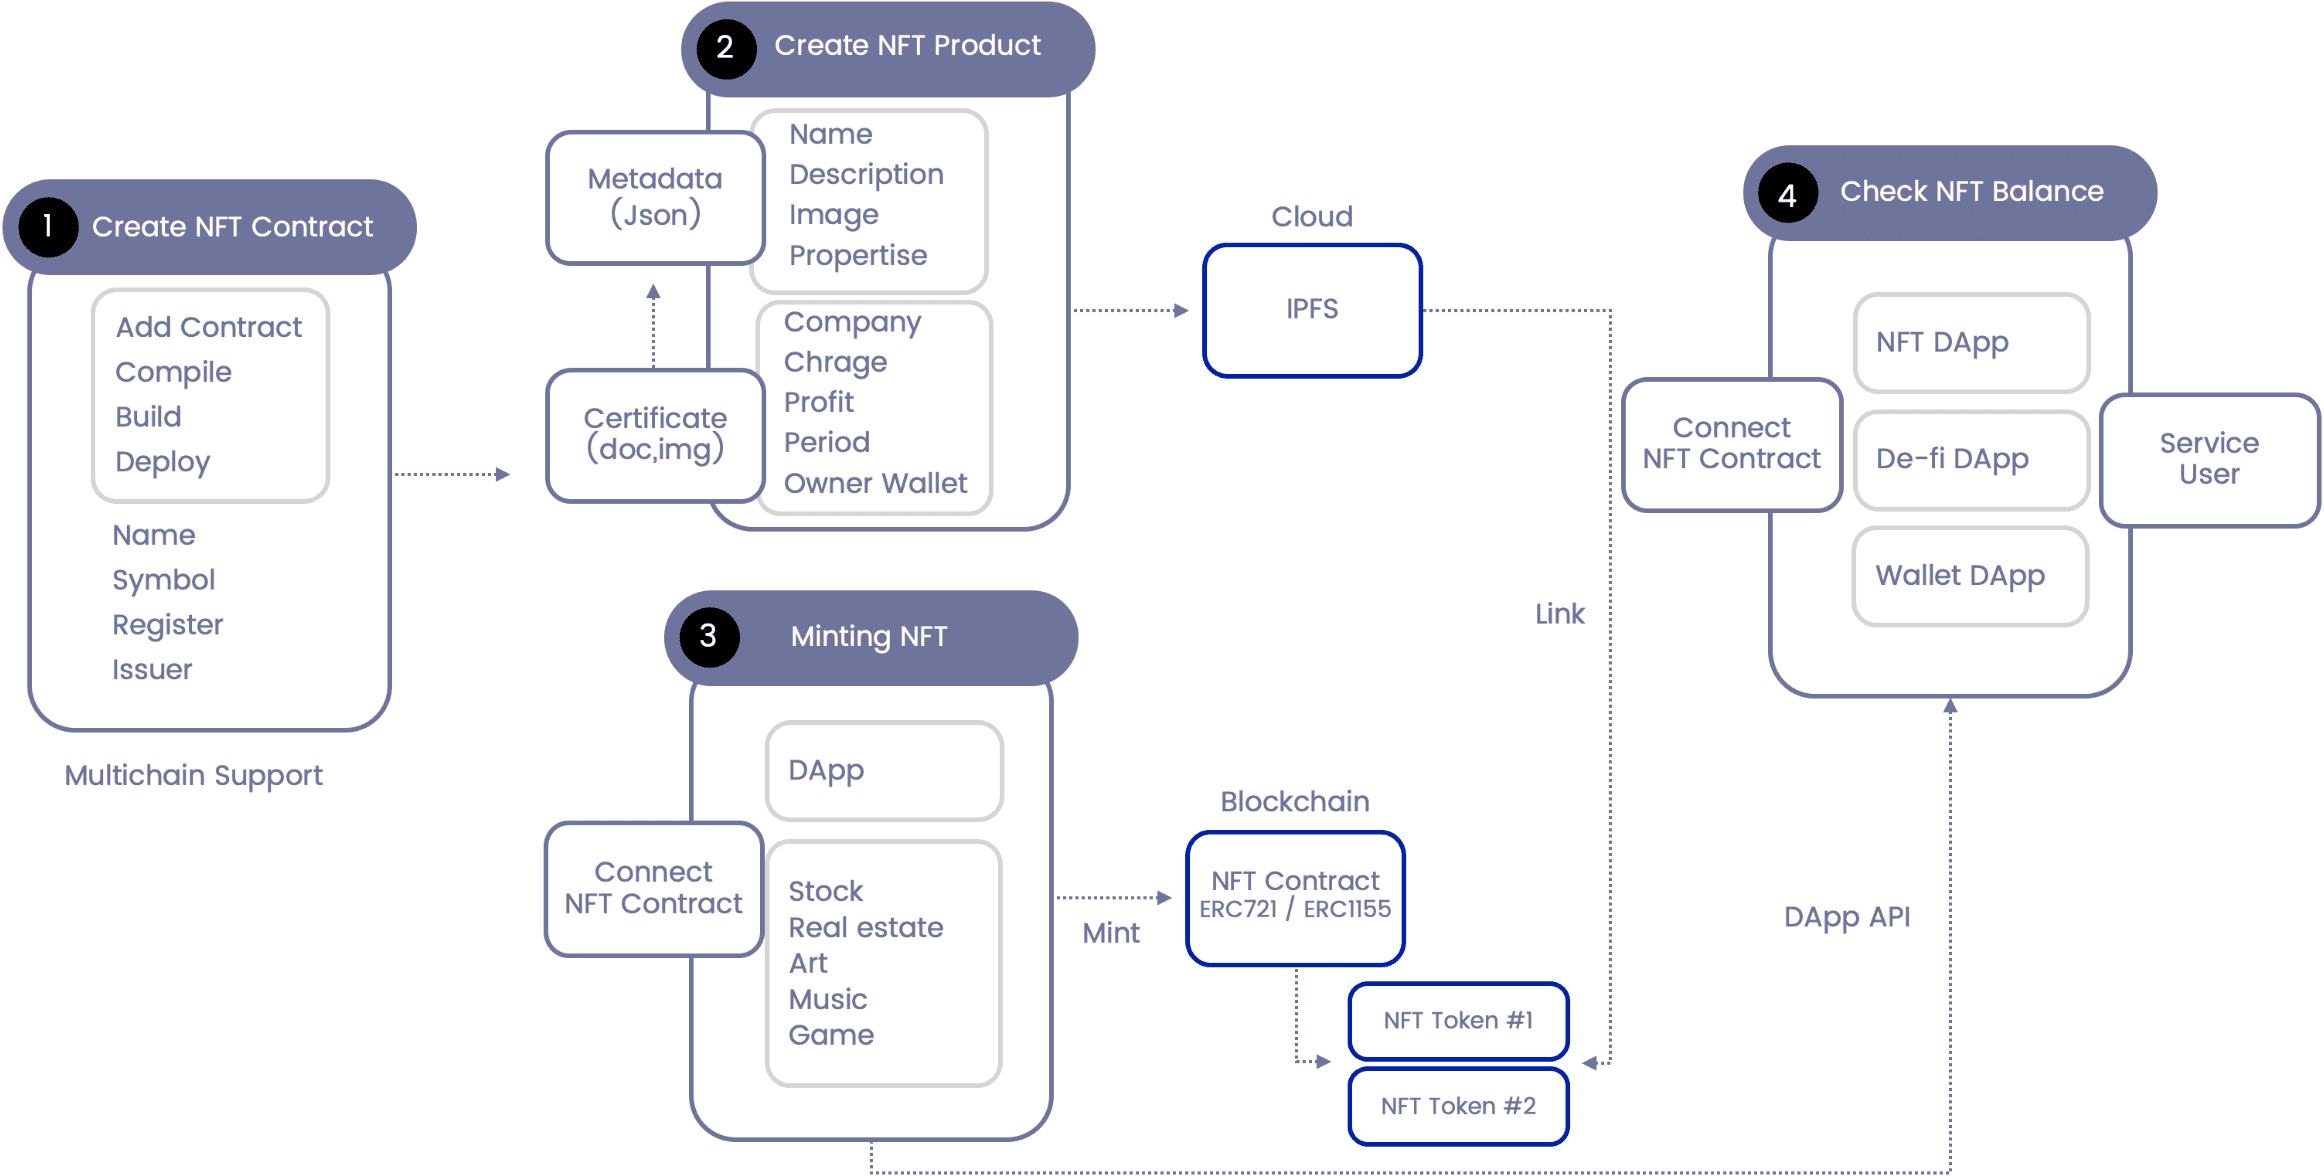 1 Create NFT Contract
Add Contract
Compile
Build
Deploy
Name
Symbol
Register
Issuer
Multichain Support
2 Create NFT Product
Metadata
(Json)
Name
Description
Image
Propertise
Certificate
(doc,img)
Company
Chrage
Profit
Period
Owner Wallet
Cloud
IPFS
Link
3 Minting NFT
DApp
Connect
NFT Contract
Stock
Real estate
Art
Music
Game
Mint
Blockchain
NFT Contract
ERC721 / ERC1155
NFT Token #1
NFT Token #2
4 Check NFT Balance
NFT DApp
Connect
NFT Contract
De-fi DApp
Service
User
Wallet DApp
DApp API